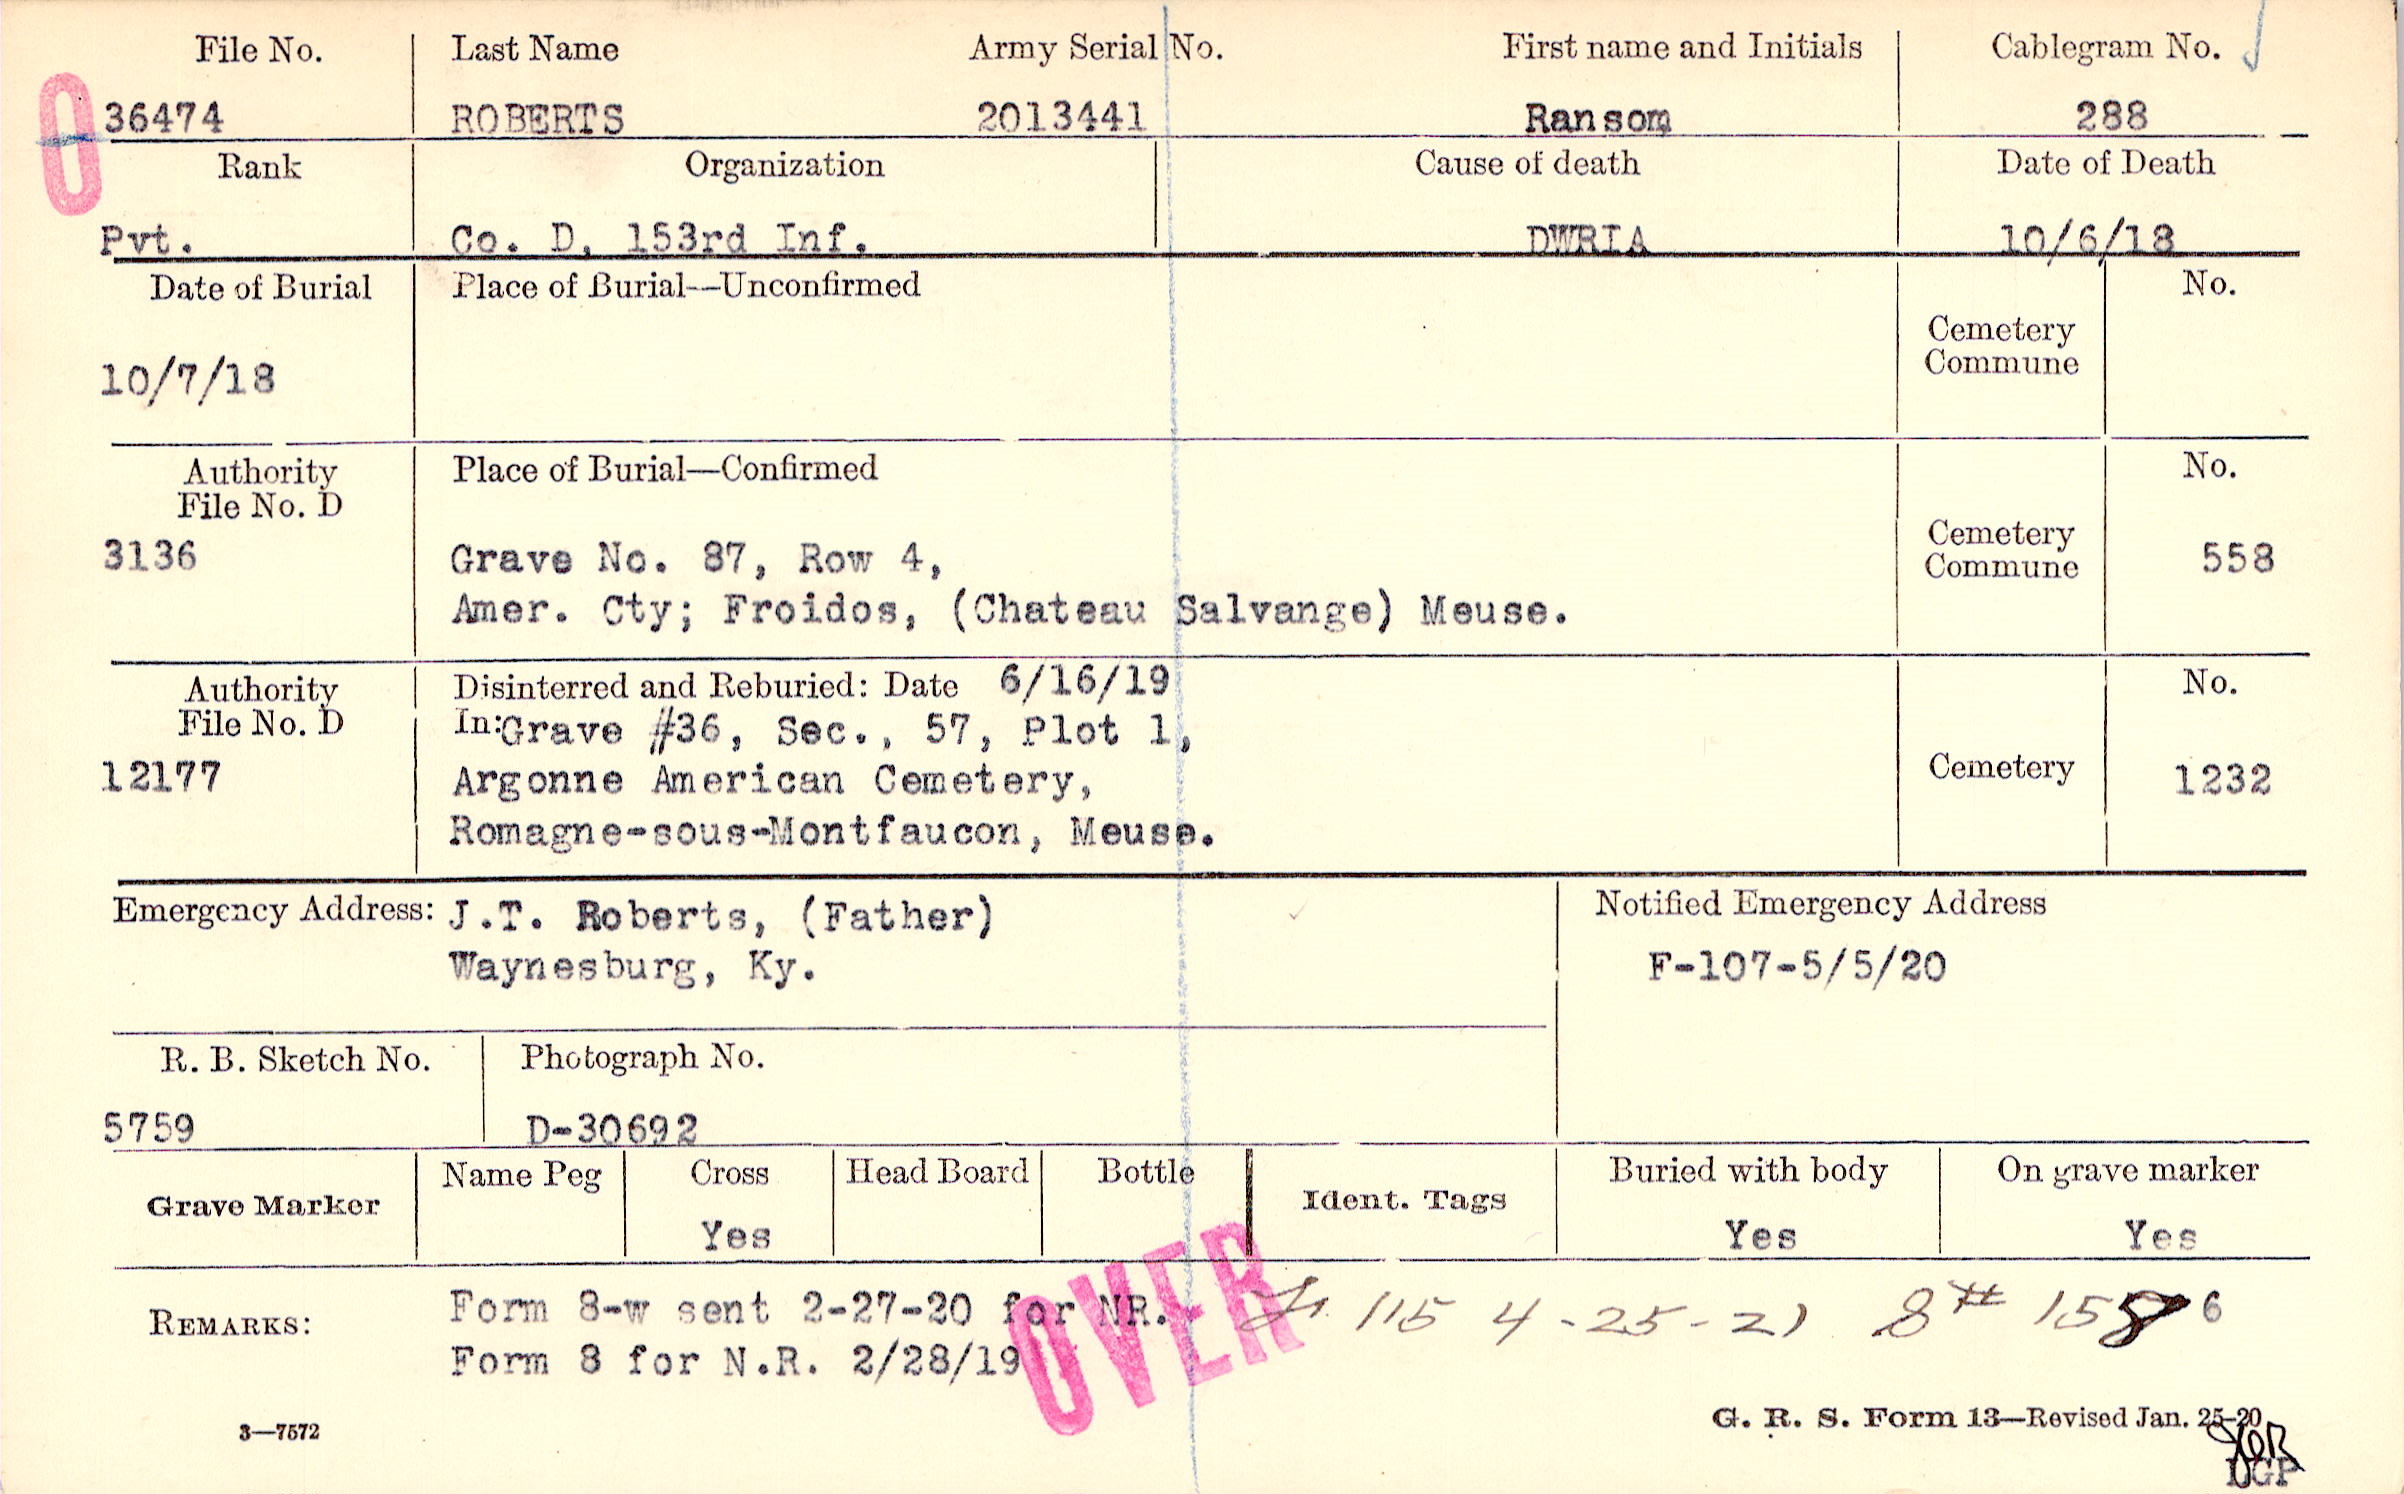 File No. Last Name Army Serial No. First name and Initials Cablegram No.
O 36474 ROBERTS 2013441 Ransom 288
Rank Organization Cause of death Date of Death
Pvt. Co. D, 153rd Inf. DWRIA 10/6/18
Date of Burial Place of Burial—Unconfirmed No.
Cemetery
Commune
10/7/18
Authority Place of Burial—Confirmed No.
File No. D
Cemetery
3136 Grave No. 87, Row 4, Commune 558
Amer. Cty; Froidos, (Chateau Salvange) Meuse.
Authority Disinterred and Reburied: Date 6/16/19 No.
File No. D In: Grave #36, Sec., 57, Plot 1,
12177 Argonne American Cemetery, Cemetery 1232
Romagne-sous-Montfaucon, Meuse.
Emergency Address: J.T. Roberts, (Father) Notified Emergency Address
Waynesburg, Ky. F-107-5/5/20
R. B. Sketch No. Photograph No.
5759 D-30692
Name Peg Cross Head Board Bottle Buried with body On grave marker
Grave Marker Ident. Tags
Yes Yes Yes
REMARKS: Form 8-w sent 2-27-20 for NR. 115 4-25-21 8# 158 6
Form 8 for N.R. 2/28/19
OVER
3—7572 G. R. S. Form 13—Revised Jan. 25-20
LGP